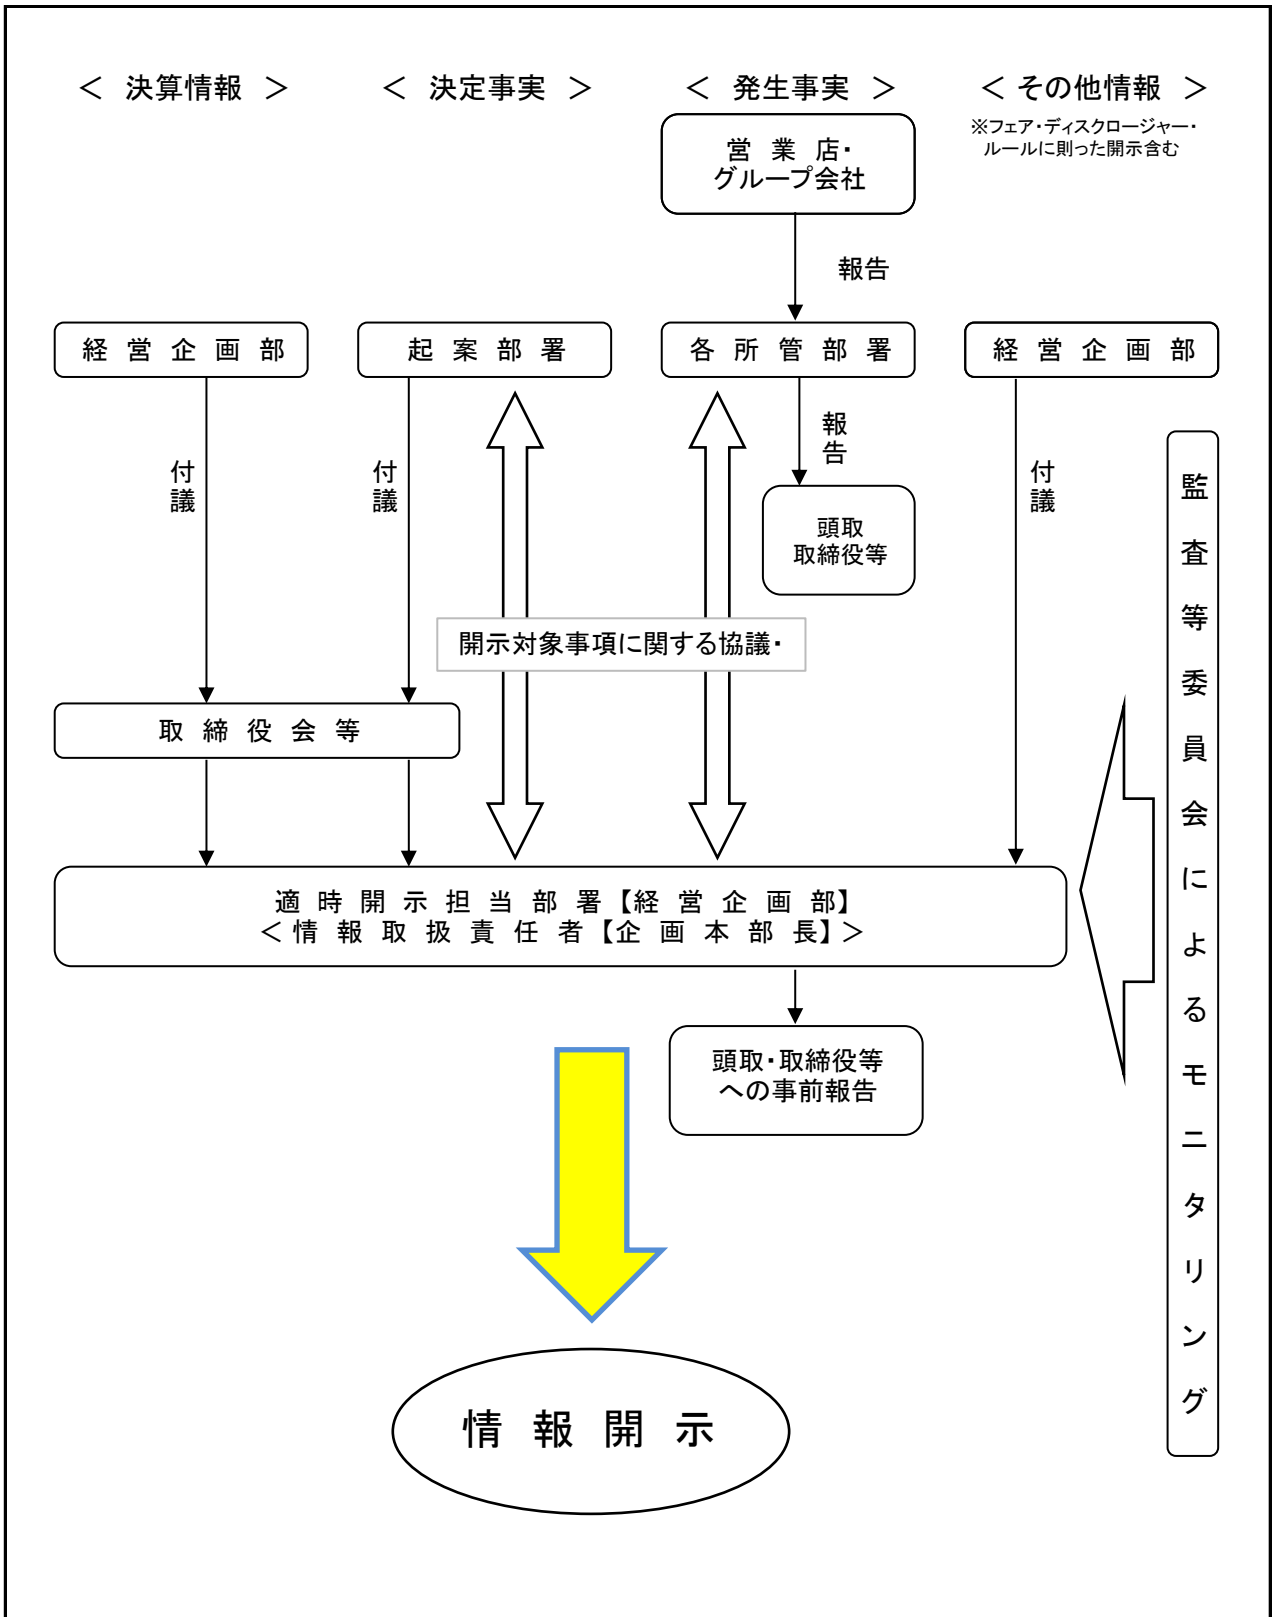 ＜ 決算情報 ＞
＜ 決定事実 ＞
＜ 発生事実 ＞
＜ その他情報 ＞
※フェア・ディスクロージャー・
ルールに則った開示含む
営業店・
グループ会社
報告
経営企画部
起案部署
各所管部署
経営企画部
付議
付議
報告
付議
頭取
取締役等
開示対象事項に関する協議・
取締役会等
適時開示担当部署【経営企画部】
＜情報取扱責任者【企画本部長】＞
頭取・取締役等
への事前報告
情報開示
監査等委員会によるモニタリング